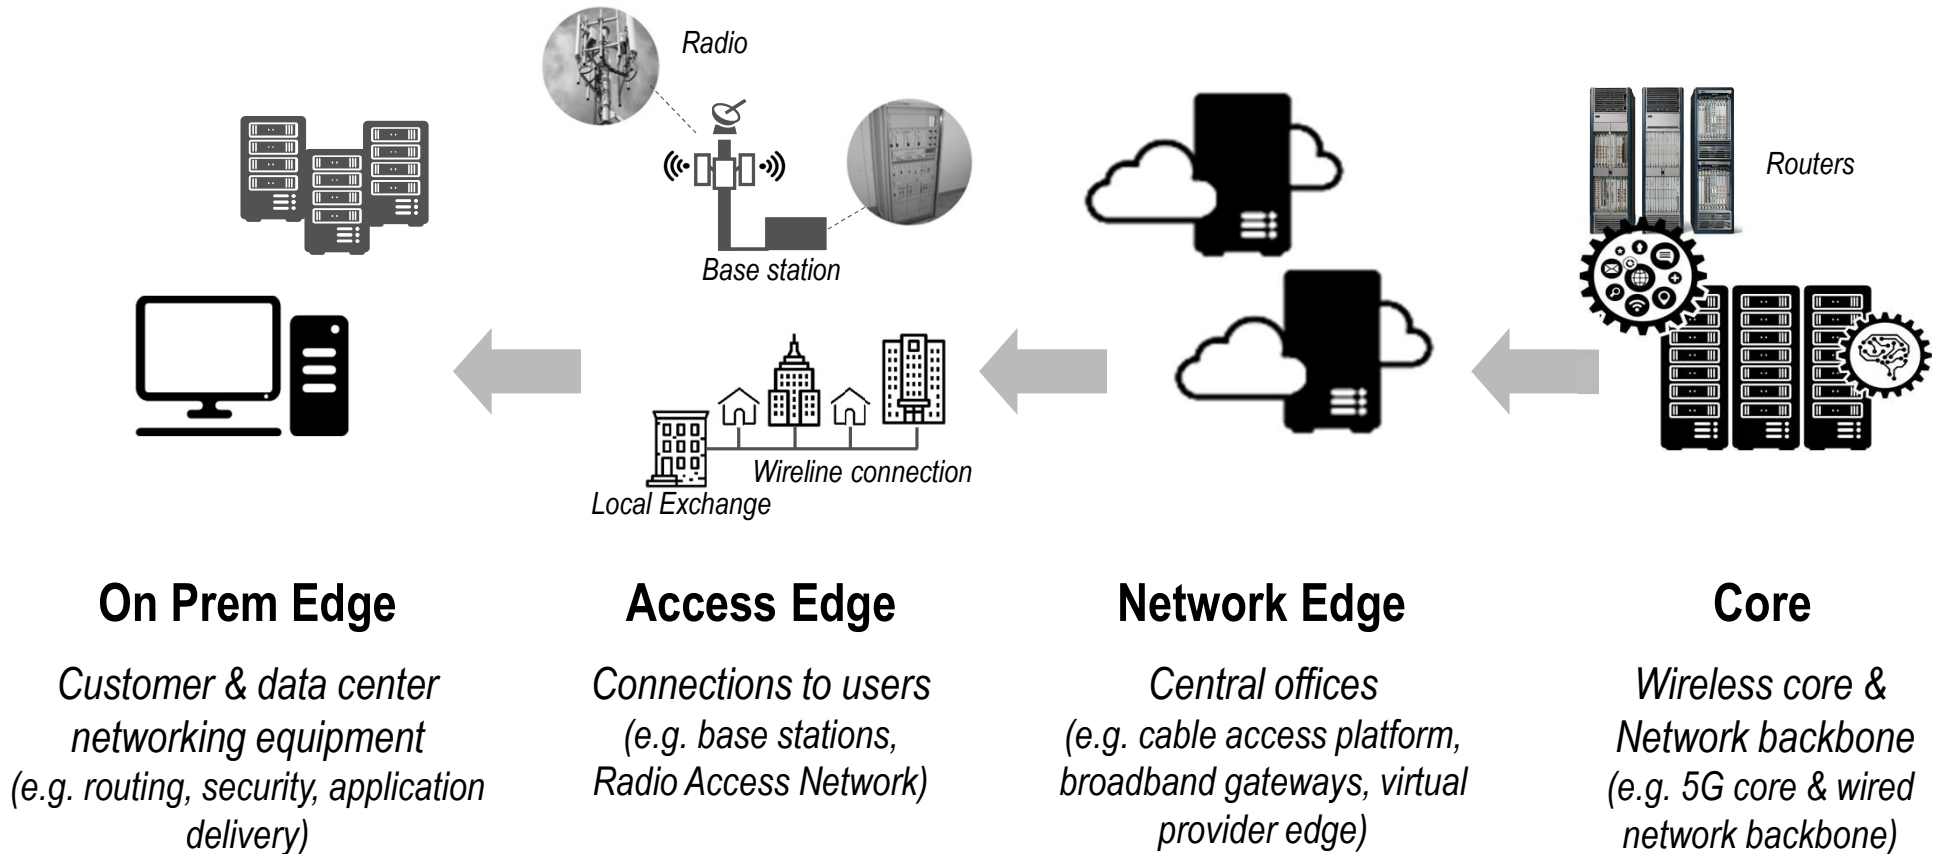 Radio
Routers
Base station
Wireline connection
Local Exchange
On Prem Edge
Customer & data center
networking equipment
(e.g. routing, security, application
delivery)
Access Edge
Connections to users
(e.g. base stations,
Radio Access Network)
Network Edge
Central offices
(e.g. cable access platform,
broadband gateways, virtual
provider edge)
Core
Wireless core &
Network backbone
(e.g. 5G core & wired
network backbone)